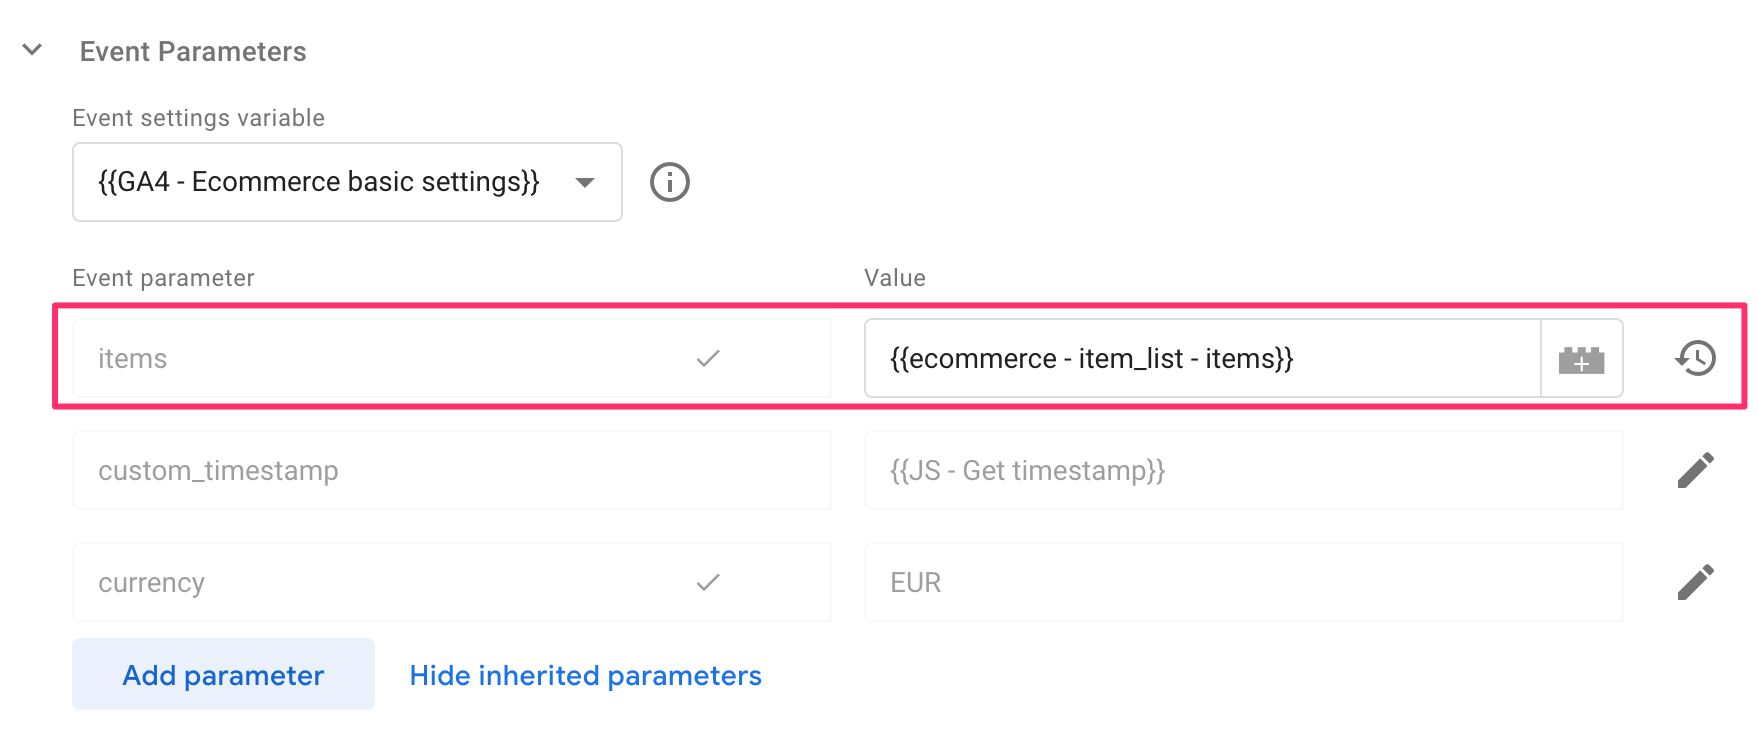 Event Parameters
Event settings variable
{{GA4 - Ecommerce basic settings}}
Event parameter Value
items {{ecommerce - item_list - items}}
custom_timestamp {{JS - Get timestamp}}
currency EUR
Add parameter Hide inherited parameters